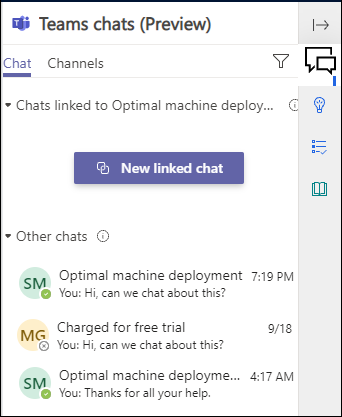 Teams chats (Preview)
Chat Channels
Chats linked to Optimal machine deploy...
New linked chat
Other chats
SM Optimal machine deployment 7:19 PM
You: Hi, can we chat about this?
MG Charged for free trial 9/18
You: Hi, can we chat about this?
SM Optimal machine deployme... 4:17 AM
You: Thanks for all your help.